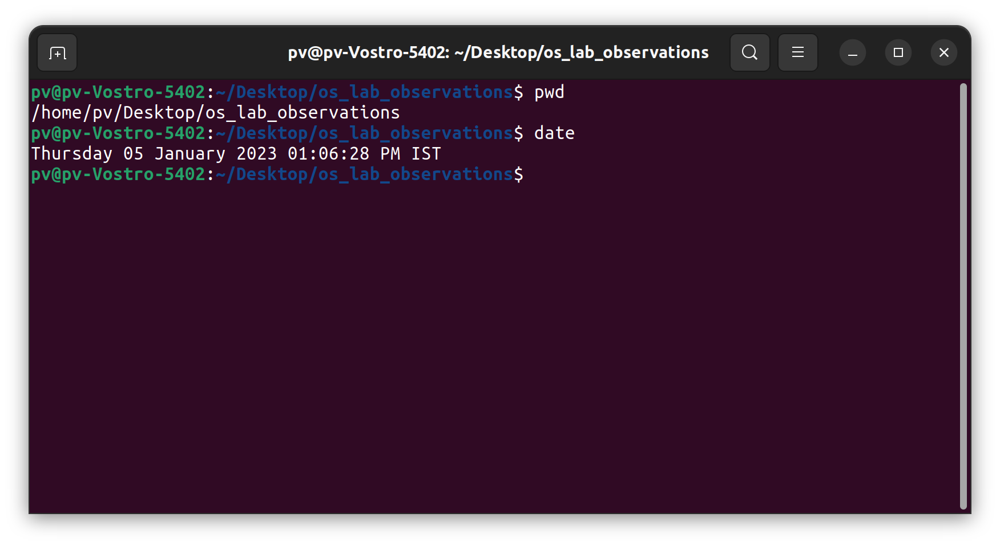 pv@pv-Vostro-5402: ~/Desktop/os_lab_observations
pv@pv-Vostro-5402:~/Desktop/os_lab_observations$ pwd
/home/pv/Desktop/os_lab_observations
pv@pv-Vostro-5402:~/Desktop/os_lab_observations$ date
Thursday 05 January 2023 01:06:28 PM IST
pv@pv-Vostro-5402:~/Desktop/os_lab_observations$